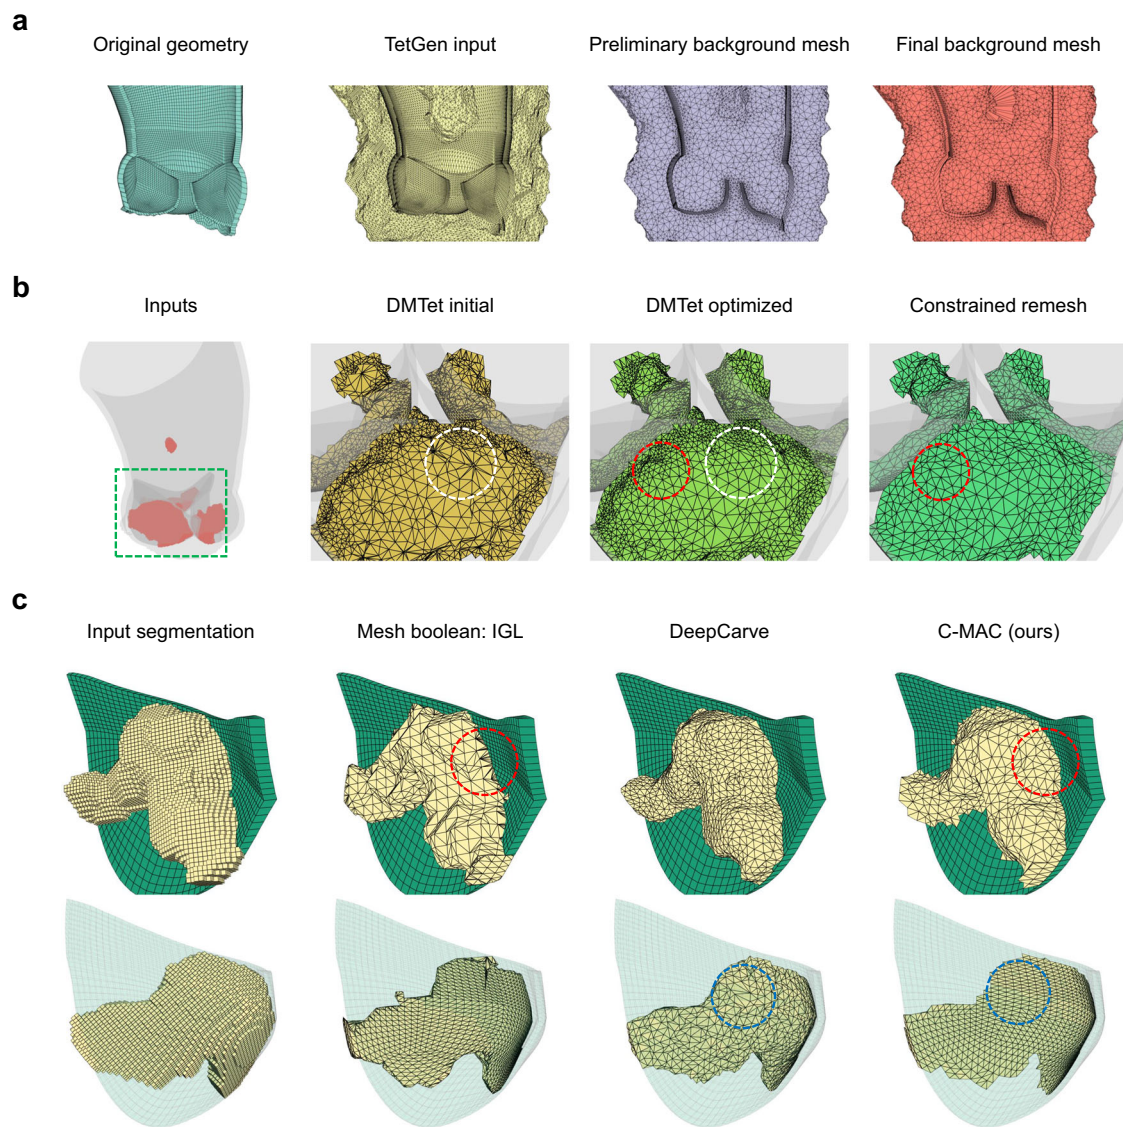 a
Original geometry
TetGen input
Preliminary background mesh
Final background mesh
b
Inputs
DMTet initial
DMTet optimized
Constrained remesh
c
Input segmentation
Mesh boolean: IGL
DeepCarve
C-MAC (ours)